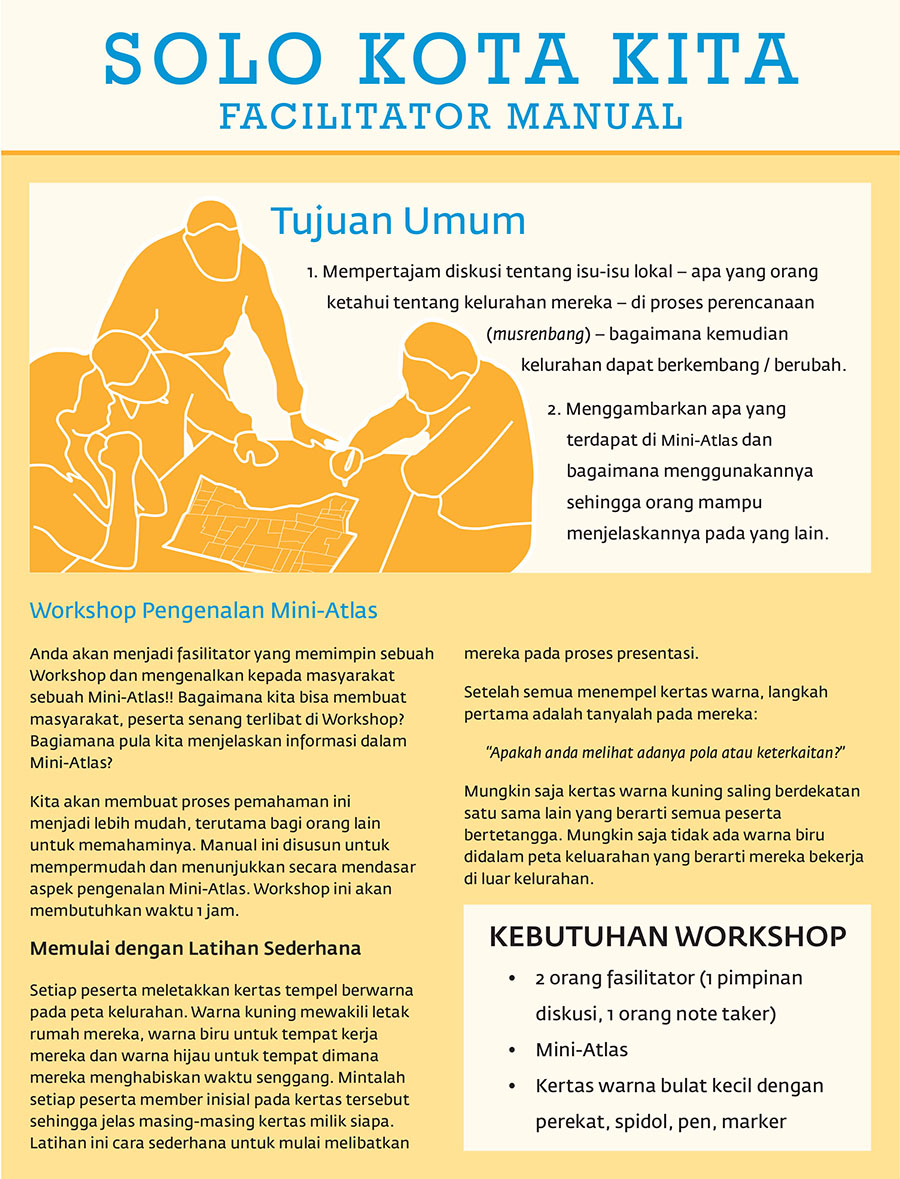 SOLO KOTA KITA
FACILITATOR MANUAL
Tujuan Umum
1. Mempertajam diskusi tentang isu-isu lokal – apa yang orang
ketahui tentang kelurahan mereka – di proses perencanaan
(musrenbang) – bagaimana kemudian
kelurahan dapat berkembang / berubah.
2. Menggambarkan apa yang
terdapat di Mini-Atlas dan
bagaimana menggunakannya
sehingga orang mampu
menjelaskannya pada yang lain.
Workshop Pengenalan Mini-Atlas
Anda akan menjadi fasilitator yang memimpin sebuah
Workshop dan mengenalkan kepada masyarakat
sebuah Mini-Atlas!! Bagaimana kita bisa membuat
masyarakat, peserta senang terlibat di Workshop?
Bagiamana pula kita menjelaskan informasi dalam
Mini-Atlas?
Kita akan membuat proses pemahaman ini
menjadi lebih mudah, terutama bagi orang lain
untuk memahaminya. Manual ini disusun untuk
mempermudah dan menunjukkan secara mendasar
aspek pengenalan Mini-Atlas. Workshop ini akan
membutuhkan waktu 1 jam.
Memulai dengan Latihan Sederhana
Setiap peserta meletakkan kertas tempel berwarna
pada peta kelurahan. Warna kuning mewakili letak
rumah mereka, warna biru untuk tempat kerja
mereka dan warna hijau untuk tempat dimana
mereka menghabiskan waktu senggang. Mintalah
setiap peserta member inisial pada kertas tersebut
sehingga jelas masing-masing kertas milik siapa.
Latihan ini cara sederhana untuk mulai melibatkan
mereka pada proses presentasi.
Setelah semua menempel kertas warna, langkah
pertama adalah tanyalah pada mereka:
“Apakah anda melihat adanya pola atau keterkaitan?”
Mungkin saja kertas warna kuning saling berdekatan
satu sama lain yang berarti semua peserta
bertetangga. Mungkin saja tidak ada warna biru
didalam peta keluarahan yang berarti mereka bekerja
di luar kelurahan.
KEBUTUHAN WORKSHOP
• 2 orang fasilitator (1 pimpinan
diskusi, 1 orang note taker)
• Mini-Atlas
• Kertas warna bulat kecil dengan
perekat, spidol, pen, marker